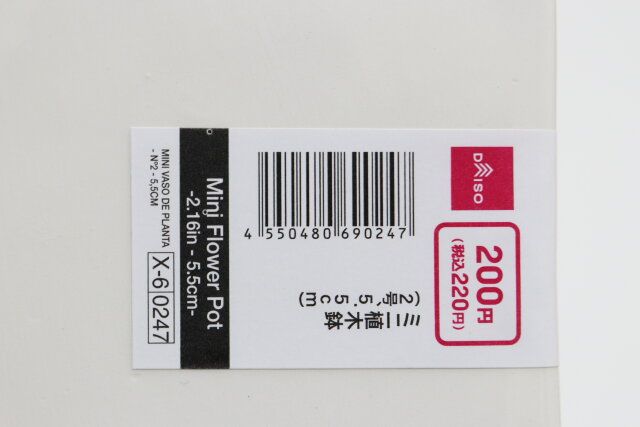 DAISO
200円
(税込220円)
4 550480 690247
ミニ植木鉢
(2号、5.5cm)
Mini Flower Pot
-2.16in - 5.5cm-
MINI VASO DE PLANTA
- Nº2 - 5,5CM
X-6 0247